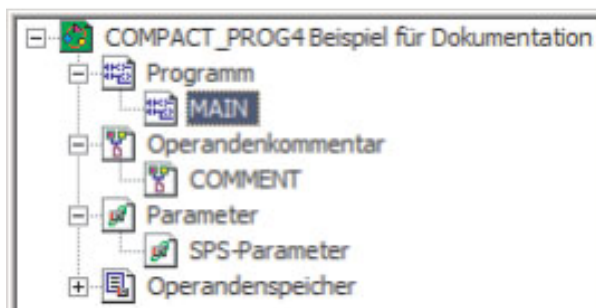 COMPACT_PROG4 Beispiel für Dokumentation
Programm
MAIN
Operandenkommentar
COMMENT
Parameter
SPS-Parameter
Operandenspeicher